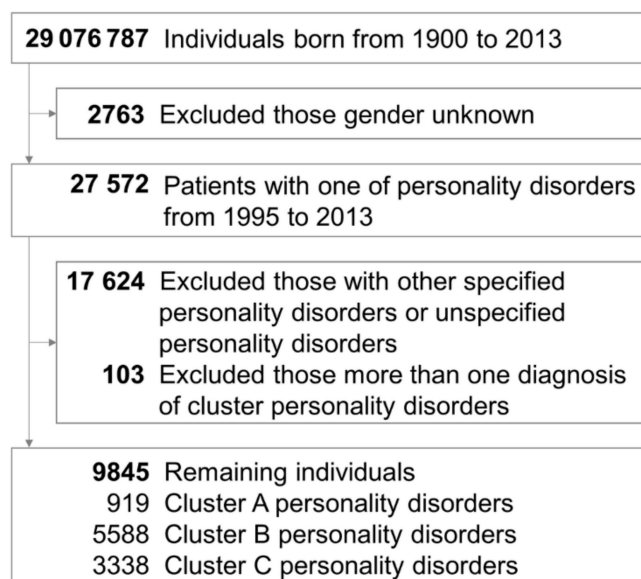 29 076 787 Individuals born from 1900 to 2013
2763 Excluded those gender unknown
27 572 Patients with one of personality disorders
from 1995 to 2013
17 624 Excluded those with other specified
personality disorders or unspecified
personality disorders
103 Excluded those more than one diagnosis
of cluster personality disorders
9845 Remaining individuals
919 Cluster A personality disorders
5588 Cluster B personality disorders
3338 Cluster C personality disorders